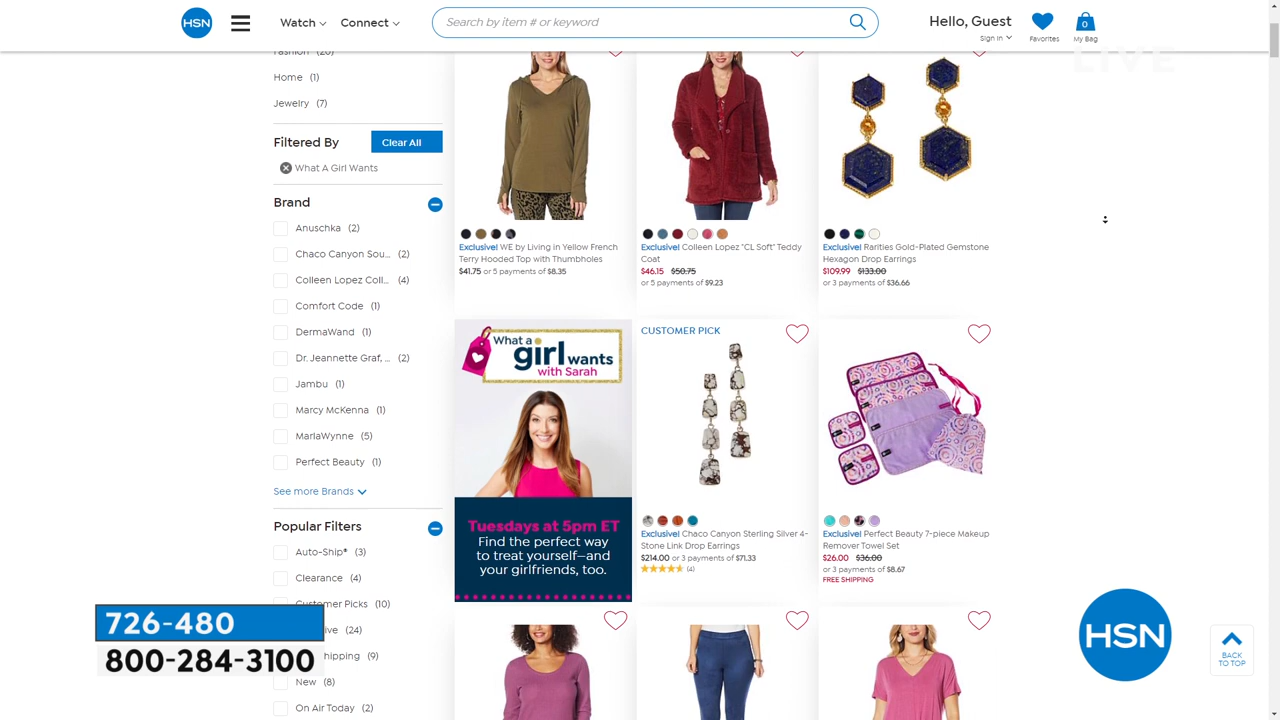 HSN
Watch
Connect
Search by item # or keyword
Hello, Guest
Sign In
Favorites
0
My Bag
LIVE
Fashion (20)
Home (1)
Jewelry (7)
Filtered By
Clear All
What A Girl Wants
Brand
Anuschka (2)
Chaco Canyon Sou... (2)
Colleen Lopez Coll... (4)
Comfort Code (1)
DermaWand (1)
Dr. Jeannette Graf, ... (2)
Jambu (1)
Marcy McKenna (1)
MarlaWynne (5)
Perfect Beauty (1)
See more Brands
Popular Filters
Auto-Ship® (3)
Clearance (4)
Customer Picks (10)
ive (24)
hipping (9)
New (8)
On Air Today (2)
Exclusive! WE by Living in Yellow French
Terry Hooded Top with Thumbholes
$41.75 or 5 payments of $8.35
Exclusive! Colleen Lopez "CL Soft" Teddy
Coat
$46.15 $50.75
or 5 payments of $9.23
Exclusive! Rarities Gold-Plated Gemstone
Hexagon Drop Earrings
$109.99 $133.00
or 3 payments of $36.66
What a
girl wants
with Sarah
Tuesdays at 5pm ET
Find the perfect way
to treat yourself—and
your girlfriends, too.
CUSTOMER PICK
Exclusive! Chaco Canyon Sterling Silver 4-
Stone Link Drop Earrings
$214.00 or 3 payments of $71.33
(4)
Exclusive! Perfect Beauty 7-piece Makeup
Remover Towel Set
$26.00 $36.00
or 3 payments of $8.67
FREE SHIPPING
726-480
800-284-3100
HSN
BACK
TO TOP